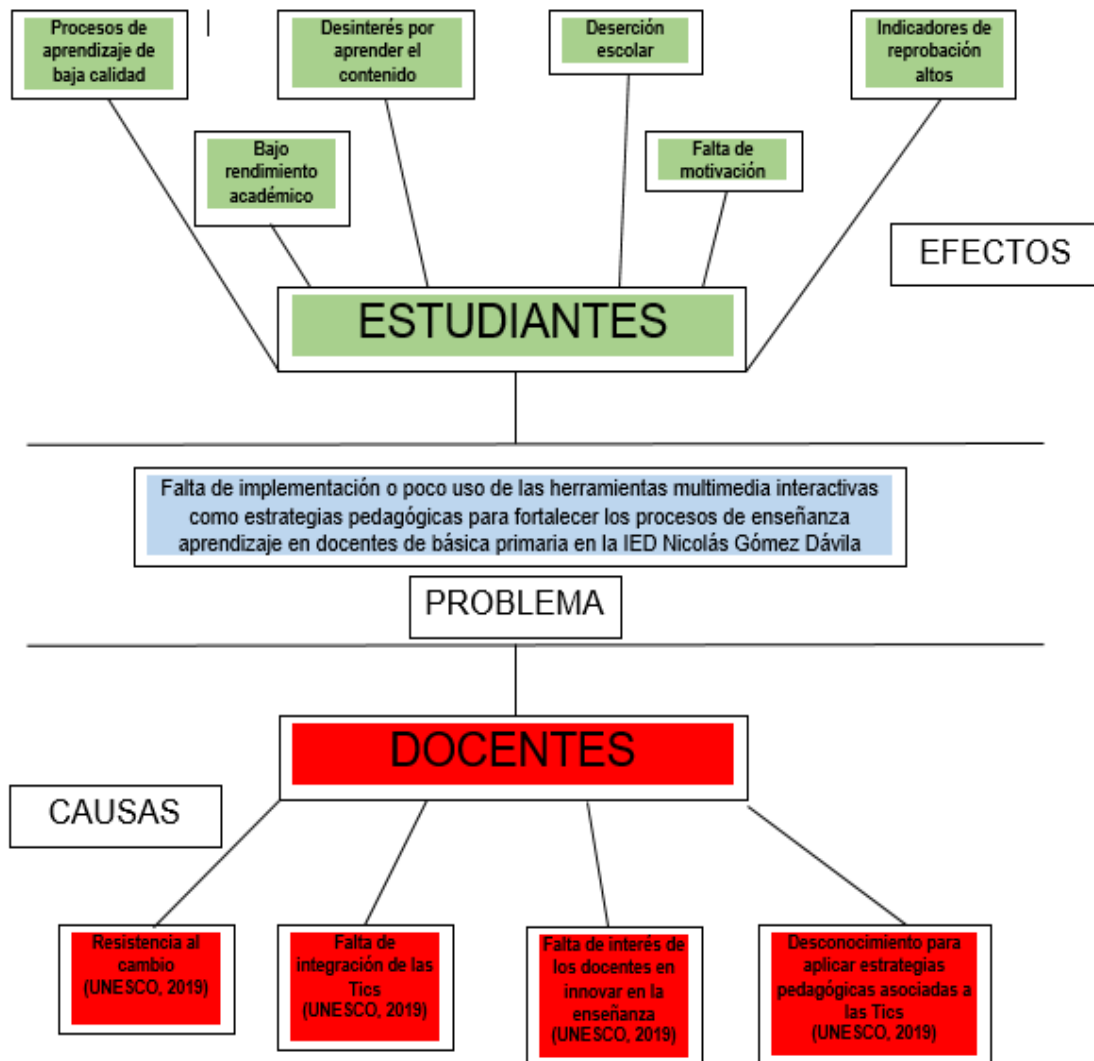 Procesos de
aprendizaje de
baja calidad
Desinterés por
aprender el
contenido
Deserción
escolar
Indicadores de
reprobación
altos
Bajo
rendimiento
académico
Falta de
motivación
EFECTOS
ESTUDIANTES
Falta de implementación o poco uso de las herramientas multimedia interactivas
como estrategias pedagógicas para fortalecer los procesos de enseñanza
aprendizaje en docentes de básica primaria en la IED Nicolás Gómez Dávila
PROBLEMA
DOCENTES
CAUSAS
Resistencia al
cambio
(UNESCO, 2019)
Falta de
integración de las
Tics
(UNESCO, 2019)
Falta de interés de
los docentes en
innovar en la
enseñanza
(UNESCO, 2019)
Desconocimiento para
aplicar estrategias
pedagógicas asociadas a
las Tics
(UNESCO, 2019)